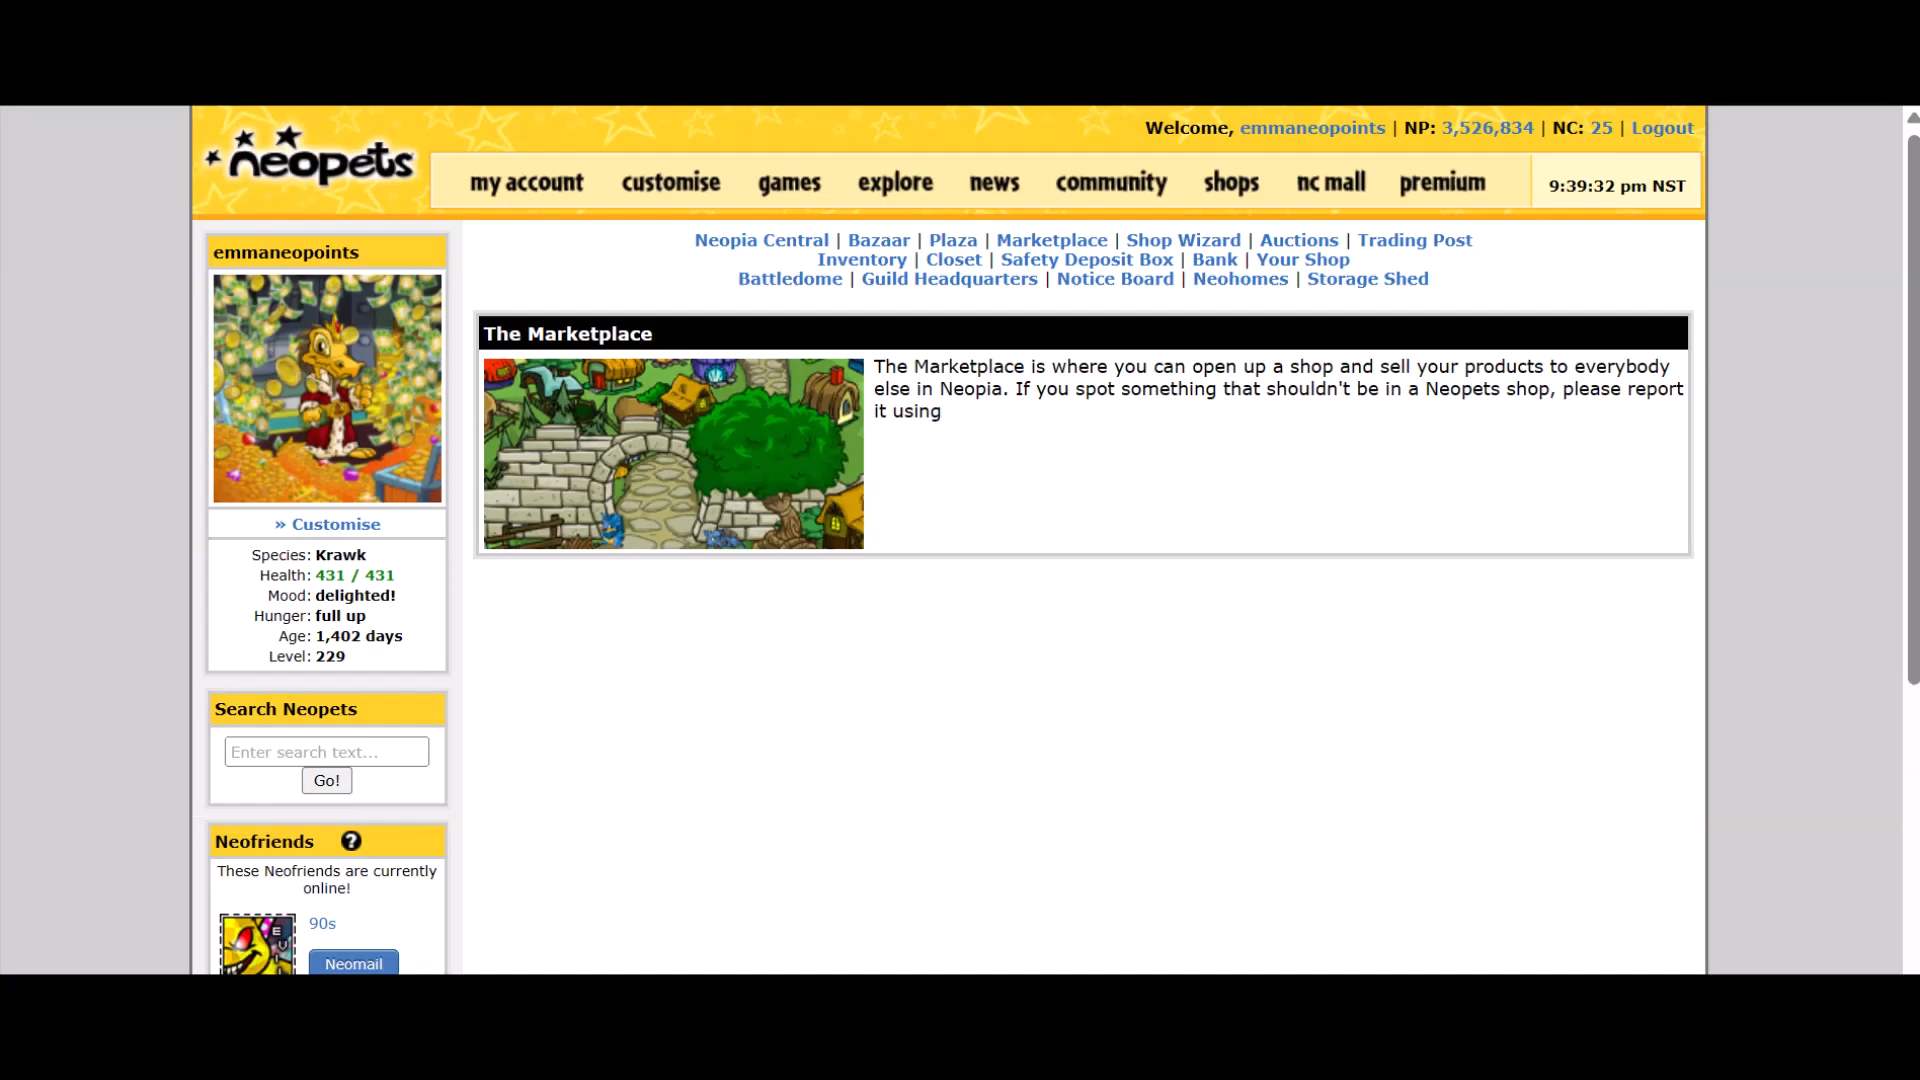 neopets
Welcome, emmaneopoints | NP: 3,526,834 | NC: 25 | Logout
my account customise games explore news community shops nc mall premium 9:39:32 pm NST
emmaneopoints
» Customise
Species: Krawk
Health: 431 / 431
Mood: delighted!
Hunger: full up
Age: 1,402 days
Level: 229
Search Neopets
Enter search text...
Go!
Neofriends ?
These Neofriends are currently
online!
90s
Neomail
Neopia Central | Bazaar | Plaza | Marketplace | Shop Wizard | Auctions | Trading Post
Inventory | Closet | Safety Deposit Box | Bank | Your Shop
Battledome | Guild Headquarters | Notice Board | Neohomes | Storage Shed
The Marketplace
The Marketplace is where you can open up a shop and sell your products to everybody
else in Neopia. If you spot something that shouldn't be in a Neopets shop, please report
it using